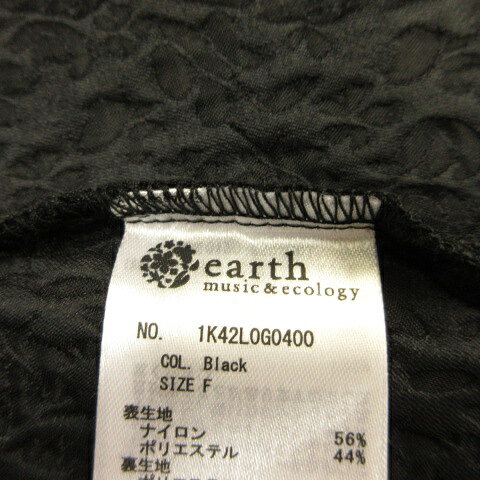 earth
music&ecology
NO. 1K42L0G0400
COL. Black
SIZE F
表生地
ナイロン 56%
ポリエステル 44%
裏生地